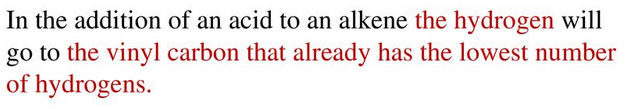 In the addition of an acid to an alkene the hydrogen will
go to the vinyl carbon that already has the lowest number
of hydrogens.